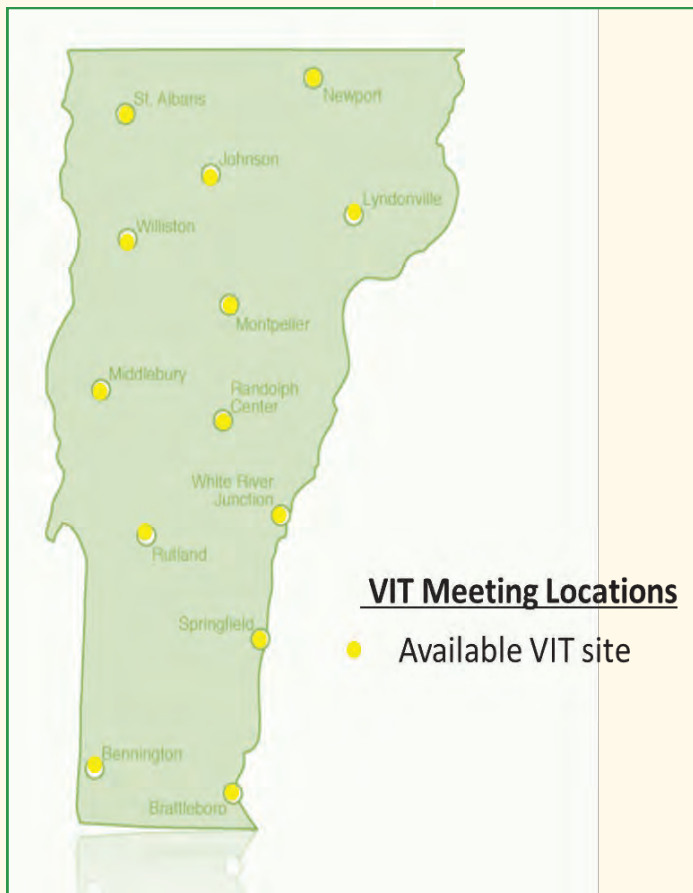 Newport
St. Albans
Johnson
Lyndonville
Williston
Montpelier
Middlebury
Randolph
Center
White River
Junction
Rutland
VIT Meeting Locations
Springfield
Available VIT site
Bennington
Brattleboro